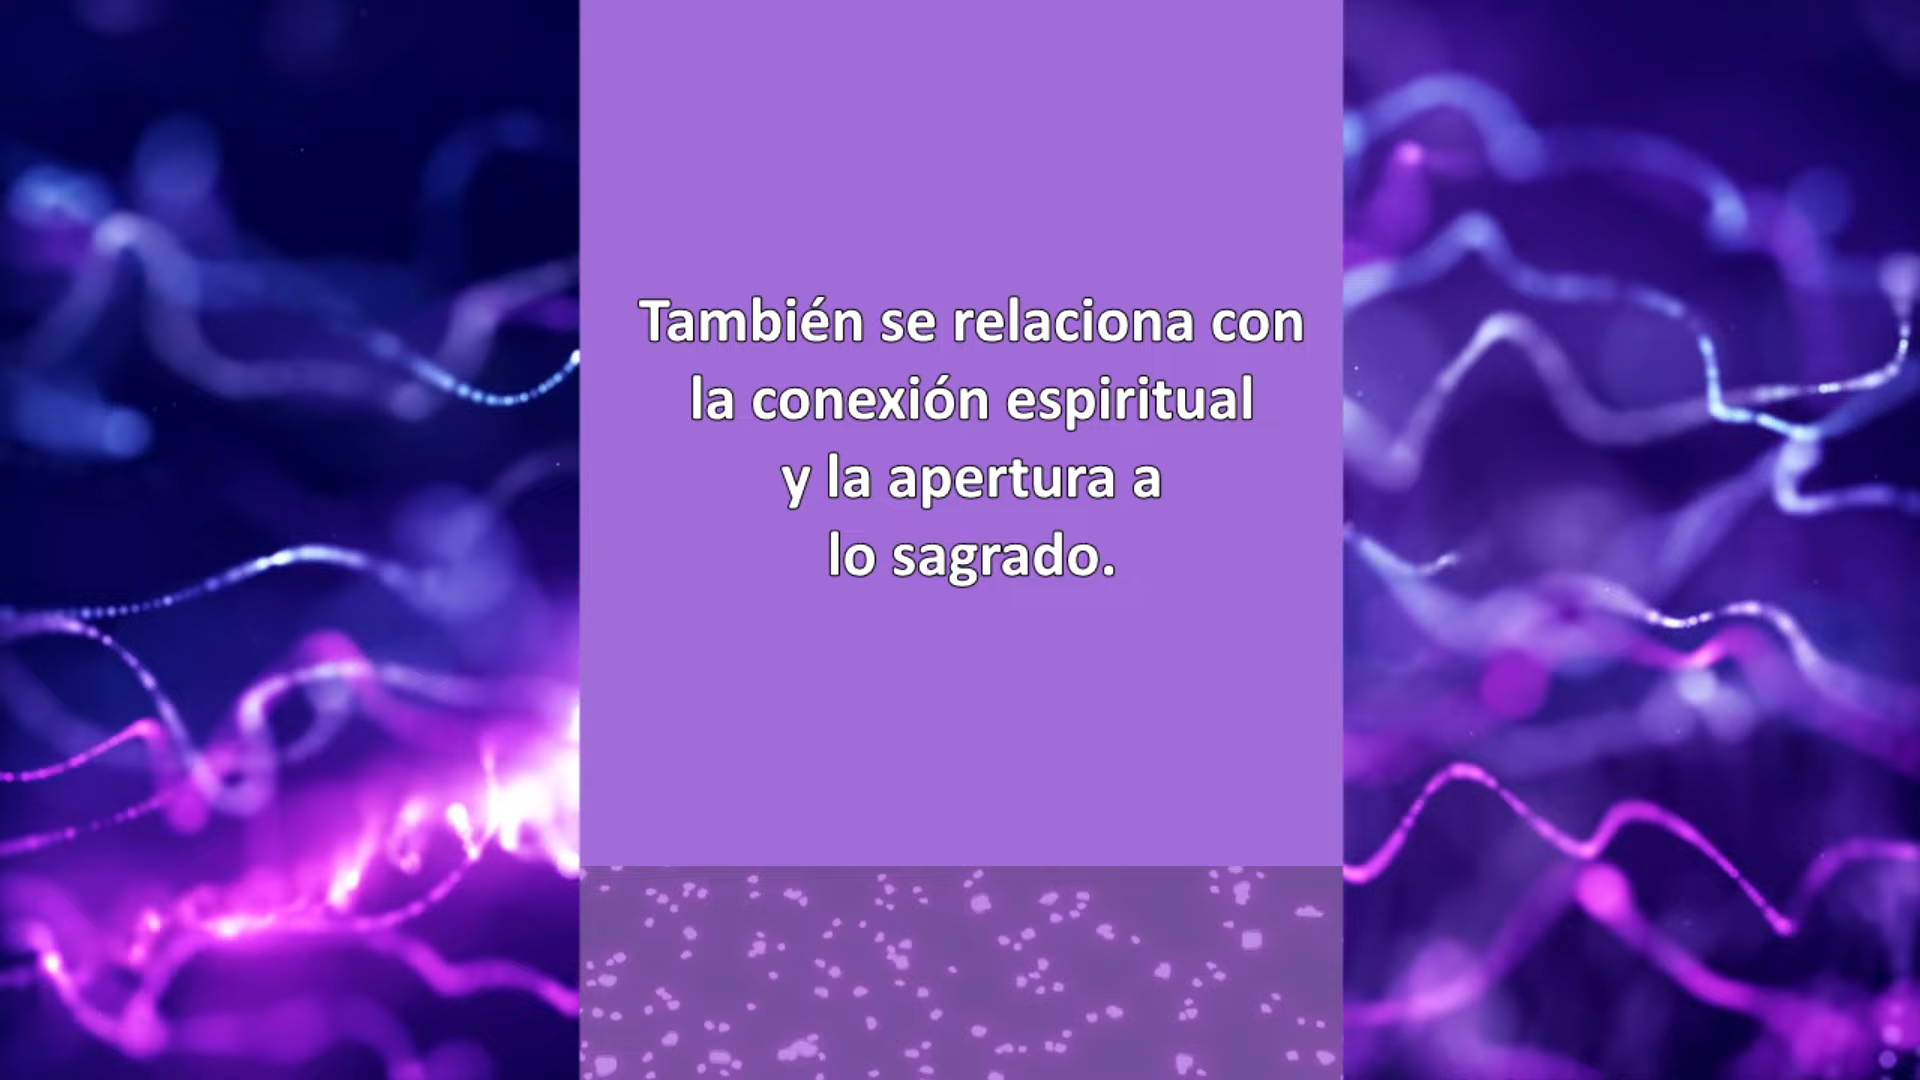 También se relaciona con
la conexión espiritual
y la apertura a
lo sagrado.